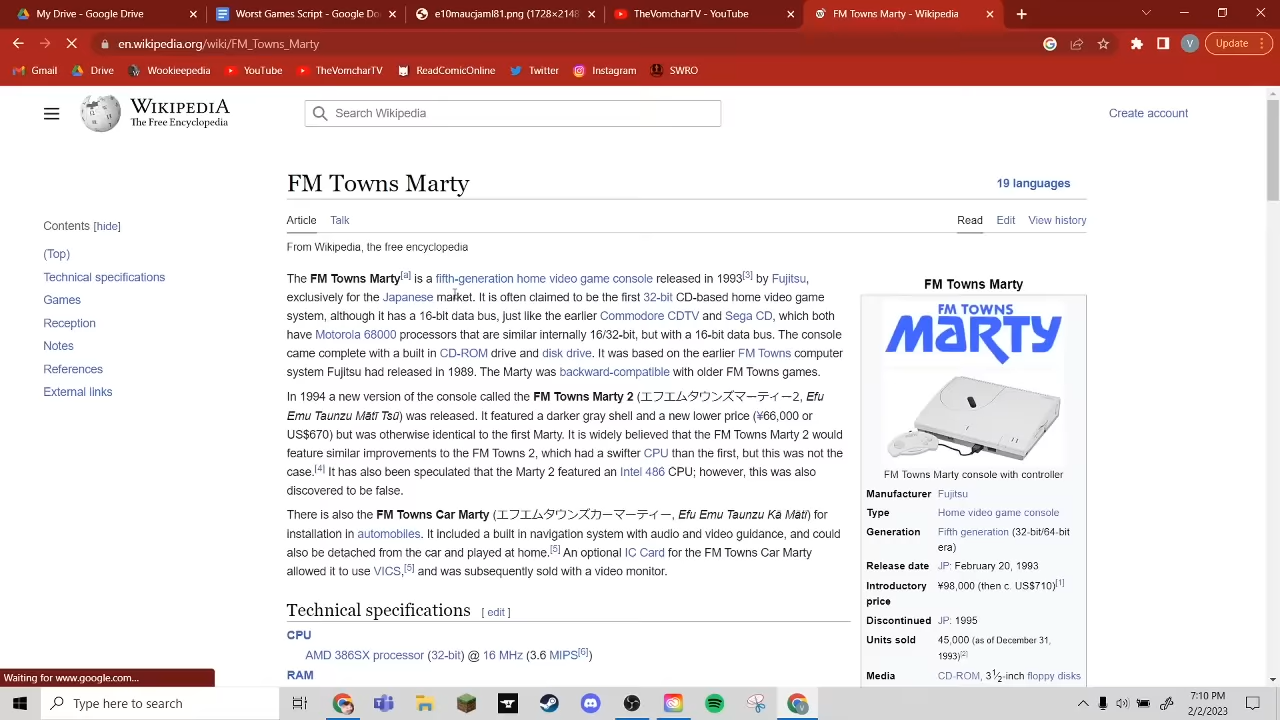 My Drive
Worst Games Script - Google Do
e10maucjaml81.png (1728×2148
TheVomcharTV - YouTube
FM Towns Marty - Wikipedia
en.wikipedia.org/wiki/FM_Towns_Marty
V
Update
Gmail
Drive
Wookieepedia
YouTube
TheVomcharTV
ReadComicOnline
Twitter
Instagram
SWRO
WIKIPEDIA
The Free Encyclopedia
Search Wikipedia
Create account
FM Towns Marty
19 languages
Contents [hide]
(Top)
Technical specifications
Games
Reception
Notes
References
External links
Article Talk
Read Edit View history
From Wikipedia, the free encyclopedia
The FM Towns Marty[a] is a fifth-generation home video game console released in 1993[3] by Fujitsu,
exclusively for the Japanese market. It is often claimed to be the first 32-bit CD-based home video game
system, although it has a 16-bit data bus, just like the earlier Commodore CDTV and Sega CD, which both
have Motorola 68000 processors that are similar internally 16/32-bit, but with a 16-bit data bus. The console
came complete with a built in CD-ROM drive and disk drive. It was based on the earlier FM Towns computer
system Fujitsu had released in 1989. The Marty was backward-compatible with older FM Towns games.
In 1994 a new version of the console called the FM Towns Marty 2 (エフエムタウンズマーティー2, Efu
Emu Taunzu Mātī Tsū) was released. It featured a darker gray shell and a new lower price (¥66,000 or
US$670) but was otherwise identical to the first Marty. It is widely believed that the FM Towns Marty 2 would
feature similar improvements to the FM Towns 2, which had a swifter CPU than the first, but this was not the
case.[4] It has also been speculated that the Marty 2 featured an Intel 486 CPU; however, this was also
discovered to be false.
There is also the FM Towns Car Marty (エフエムタウンズカーマーティー, Efu Emu Taunzu Kā Mātī) for
installation in automobiles. It included a built in navigation system with audio and video guidance, and could
also be detached from the car and played at home.[5] An optional IC Card for the FM Towns Car Marty
allowed it to use VICS,[5] and was subsequently sold with a video monitor.
Technical specifications [ edit ]
CPU
AMD 386SX processor (32-bit) @ 16 MHz (3.6 MIPS[6])
RAM
FM Towns Marty
FM TOWNS
MARTY
FM Towns Marty console with controller
Manufacturer Fujitsu
Type Home video game console
Generation Fifth generation (32-bit/64-bit
era)
Release date JP: February 20, 1993
Introductory ¥98,000 (then c. US$710)[1]
price
Discontinued JP: 1995
Units sold 45,000 (as of December 31,
1993)[2]
Media CD-ROM, 3½-inch floppy disks
Waiting for www.google.com...
Type here to search
7:10 PM
2/2/2023